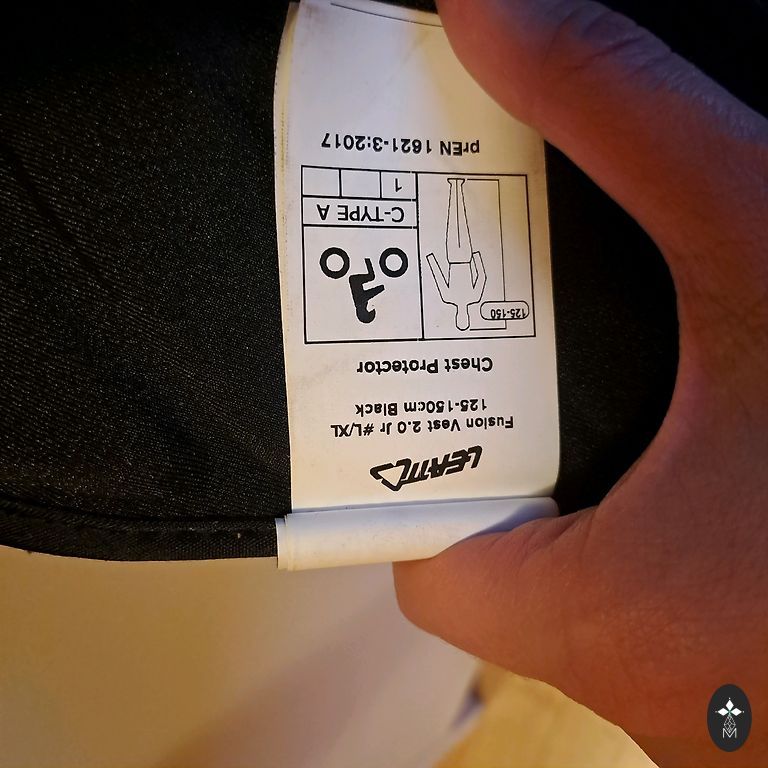 LEATT
Fusion Vest 2.0 Jr #L/XL
125-150cm Black
Chest Protector
125-150
C-TYPE A
1
prEN 1621-3:2017
M